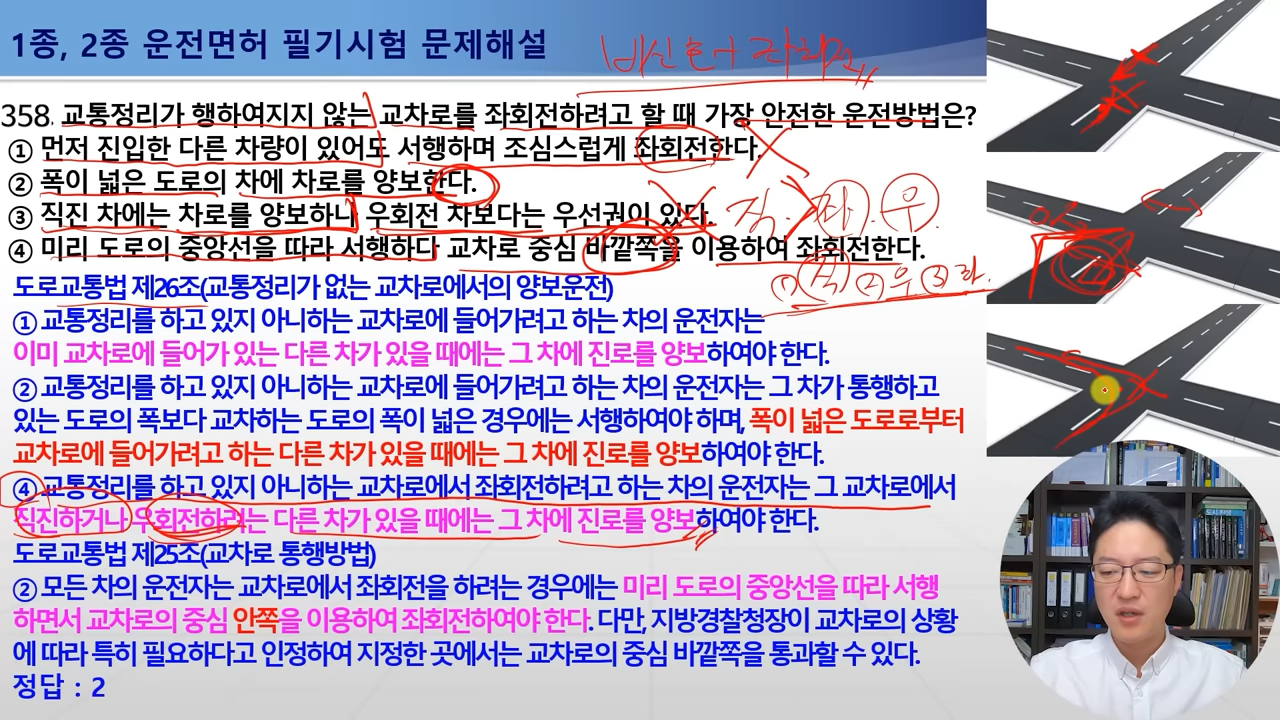 1종, 2종 운전면허 필기시험 문제해설
비신호 좌회전
358. 교통정리가 행하여지지 않는 교차로를 좌회전하려고 할 때 가장 안전한 운전방법은?
① 먼저 진입한 다른 차량이 있어도 서행하며 조심스럽게 좌회전한다.
② 폭이 넓은 도로의 차에 차로를 양보한다.
③ 직진 차에는 차로를 양보하나 우회전 차보다는 우선권이 있다.
직. 좌. 우
④ 미리 도로의 중앙선을 따라 서행하다 교차로 중심 바깥쪽을 이용하여 좌회전한다.
(1) 직 (2) 우 (3) 좌.
도로교통법 제26조(교통정리가 없는 교차로에서의 양보운전)
① 교통정리를 하고 있지 아니하는 교차로에 들어가려고 하는 차의 운전자는
이미 교차로에 들어가 있는 다른 차가 있을 때에는 그 차에 진로를 양보하여야 한다.
② 교통정리를 하고 있지 아니하는 교차로에 들어가려고 하는 차의 운전자는 그 차가 통행하고
있는 도로의 폭보다 교차하는 도로의 폭이 넓은 경우에는 서행하여야 하며, 폭이 넓은 도로로부터
교차로에 들어가려고 하는 다른 차가 있을 때에는 그 차에 진로를 양보하여야 한다.
④ 교통정리를 하고 있지 아니하는 교차로에서 좌회전하려고 하는 차의 운전자는 그 교차로에서
직진하거나 우회전하려는 다른 차가 있을 때에는 그 차에 진로를 양보하여야 한다.
도로교통법 제25조(교차로 통행방법)
② 모든 차의 운전자는 교차로에서 좌회전을 하려는 경우에는 미리 도로의 중앙선을 따라 서행
하면서 교차로의 중심 안쪽을 이용하여 좌회전하여야 한다. 다만, 지방경찰청장이 교차로의 상황
에 따라 특히 필요하다고 인정하여 지정한 곳에서는 교차로의 중심 바깥쪽을 통과할 수 있다.
정답 : 2